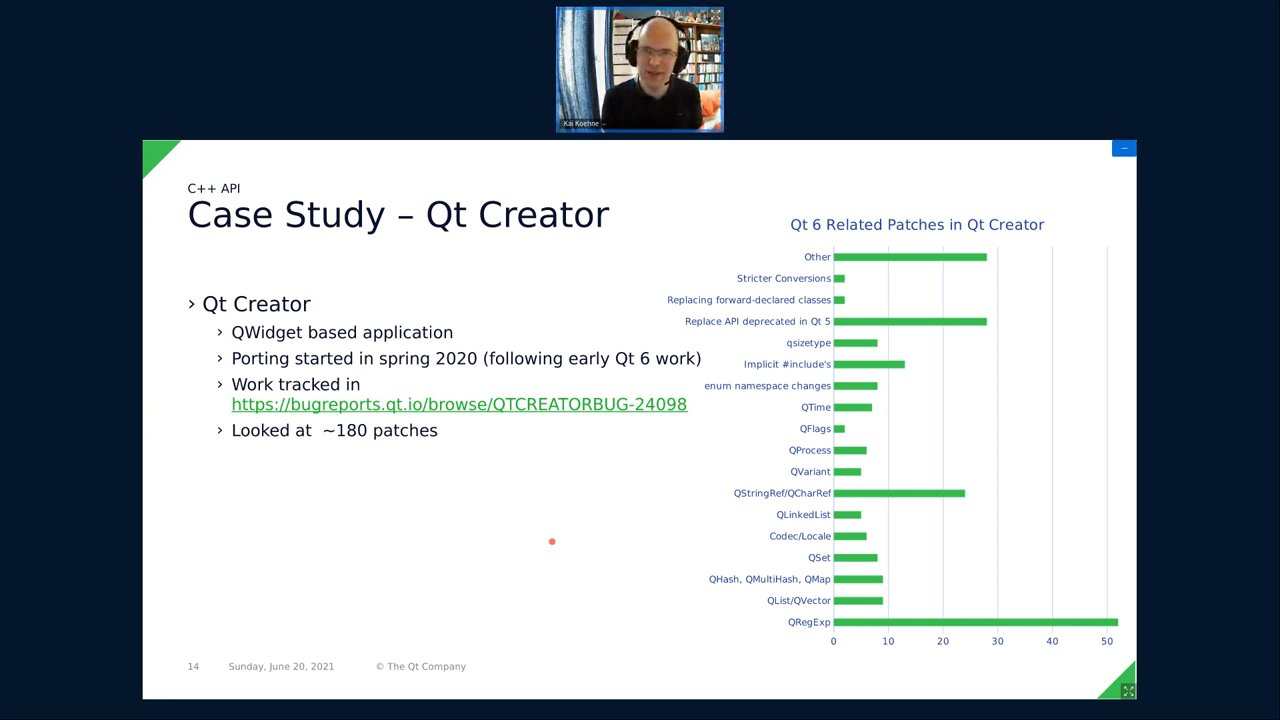 Kai Koehne
C++ API
Case Study – Qt Creator
› Qt Creator
› QWidget based application
› Porting started in spring 2020 (following early Qt 6 work)
› Work tracked in
https://bugreports.qt.io/browse/QTCREATORBUG-24098
› Looked at ~180 patches
Qt 6 Related Patches in Qt Creator
Other
Stricter Conversions
Replacing forward-declared classes
Replace API deprecated in Qt 5
qsizetype
Implicit #include's
enum namespace changes
QTime
QFlags
QProcess
QVariant
QStringRef/QCharRef
QLinkedList
Codec/Locale
QSet
QHash, QMultiHash, QMap
QList/QVector
QRegExp
0 10 20 30 40 50
14 Sunday, June 20, 2021 © The Qt Company